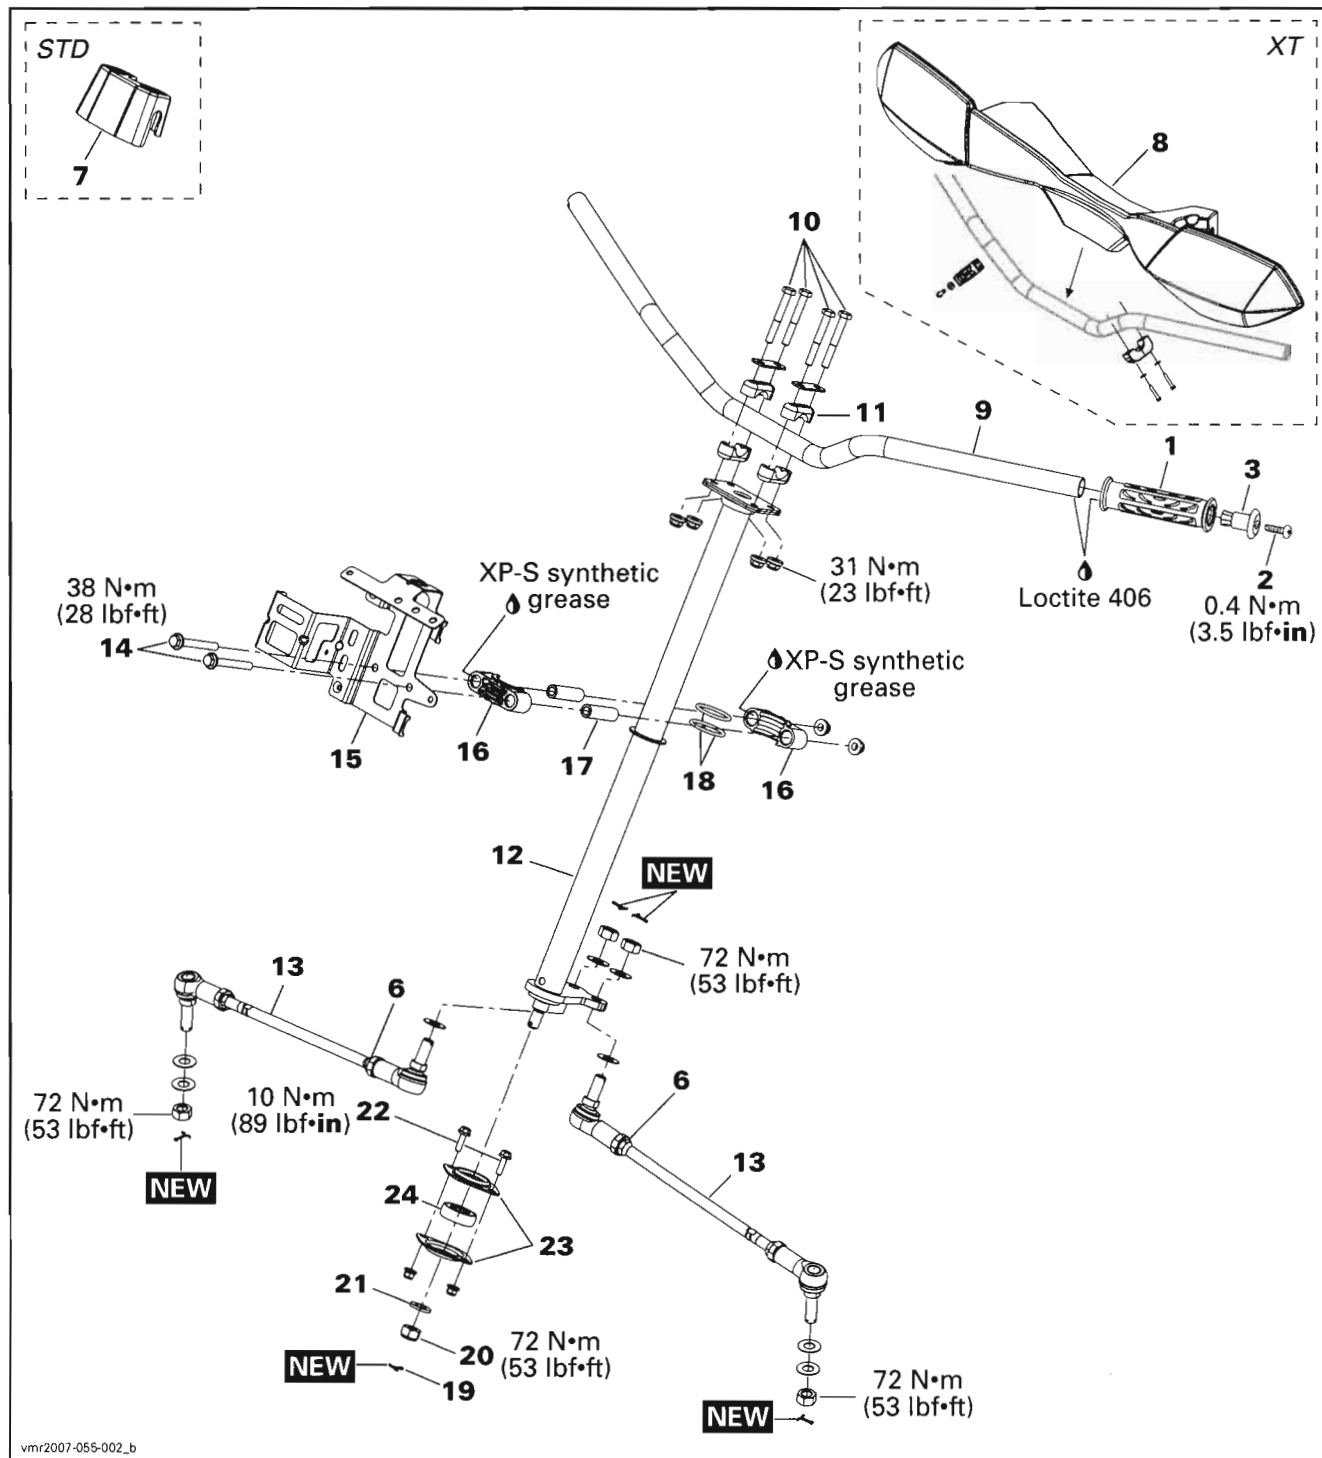 STD
7
XT
8
10
11
9
1
3
2
0.4 N•m
(3.5 lbf•in)
Loctite 406
31 N•m
(23 lbf•ft)
XP-S synthetic
grease
38 N•m
(28 lbf•ft)
14
15
16
17
18
XP-S synthetic
grease
16
12
NEW
72 N•m
(53 lbf•ft)
13
6
72 N•m
(53 lbf•ft)
NEW
10 N•m
(89 lbf•in)
22
6
13
24
23
21
20
72 N•m
(53 lbf•ft)
NEW
19
72 N•m
(53 lbf•ft)
NEW
vmr2007-055-002_b